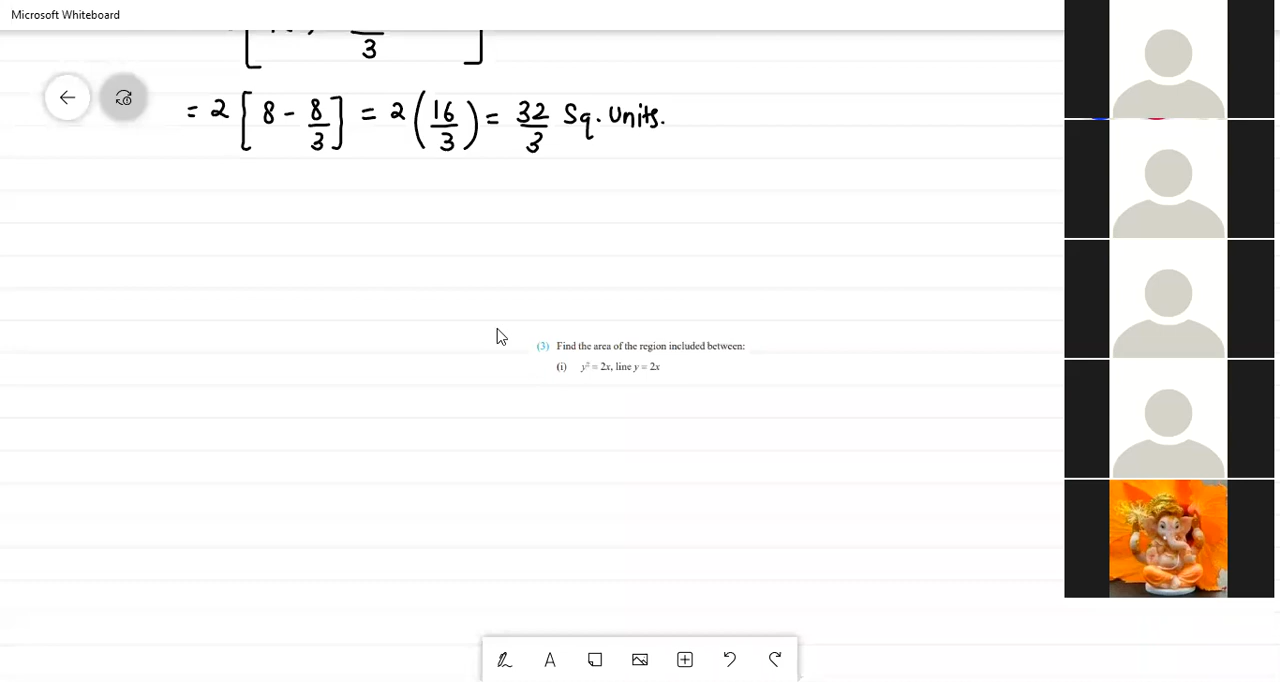 Microsoft Whiteboard
3
= 2 [ 8 - 8/3 ] = 2 ( 16/3 ) = 32/3 Sq. Units.
(3) Find the area of the region included between:
(i) y² = 2x, line y = 2x